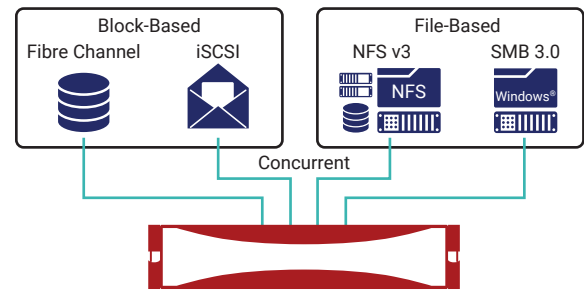 Block-Based
Fibre Channel
iSCSI
File-Based
NFS v3
SMB 3.0
NFS
Windows®
Concurrent